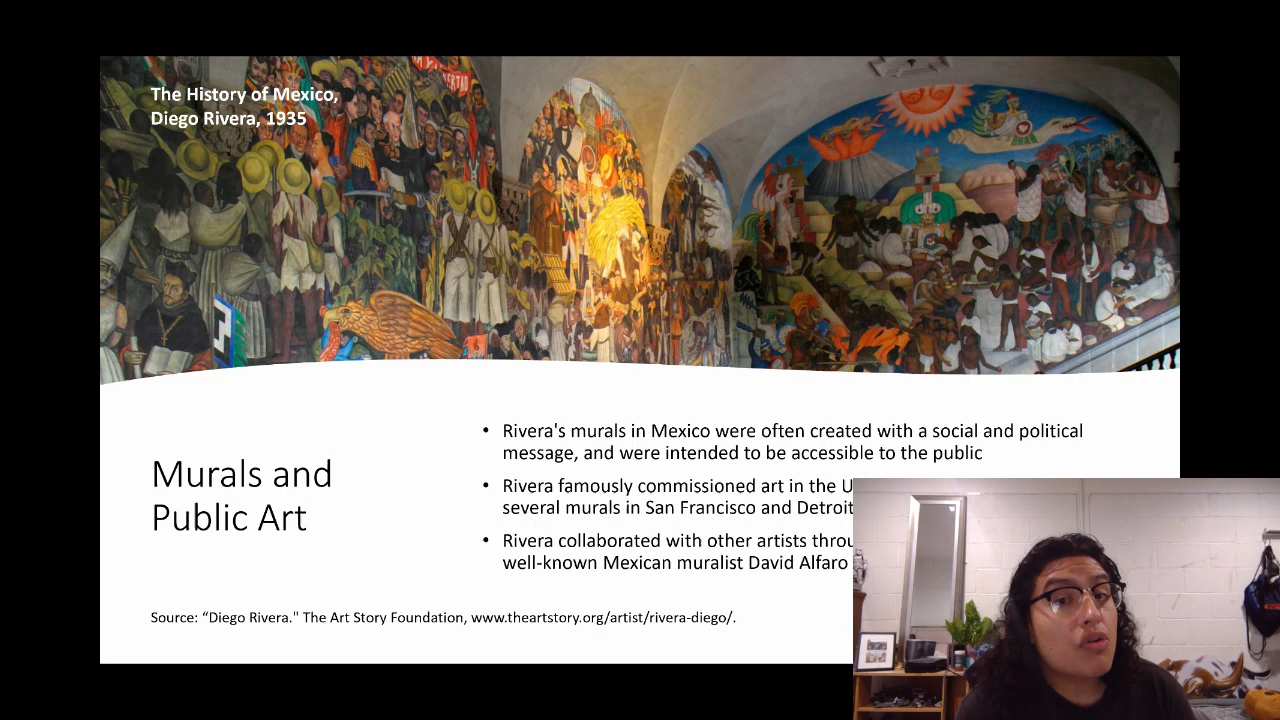 The History of Mexico,
Diego Rivera, 1935
Murals and
Public Art
• Rivera's murals in Mexico were often created with a social and political
message, and were intended to be accessible to the public
• Rivera famously commissioned art in the
several murals in San Francisco and Detroit
• Rivera collaborated with other artists
well-known Mexican muralist David Alfaro
Source: “Diego Rivera." The Art Story Foundation, www.theartstory.org/artist/rivera-diego/.